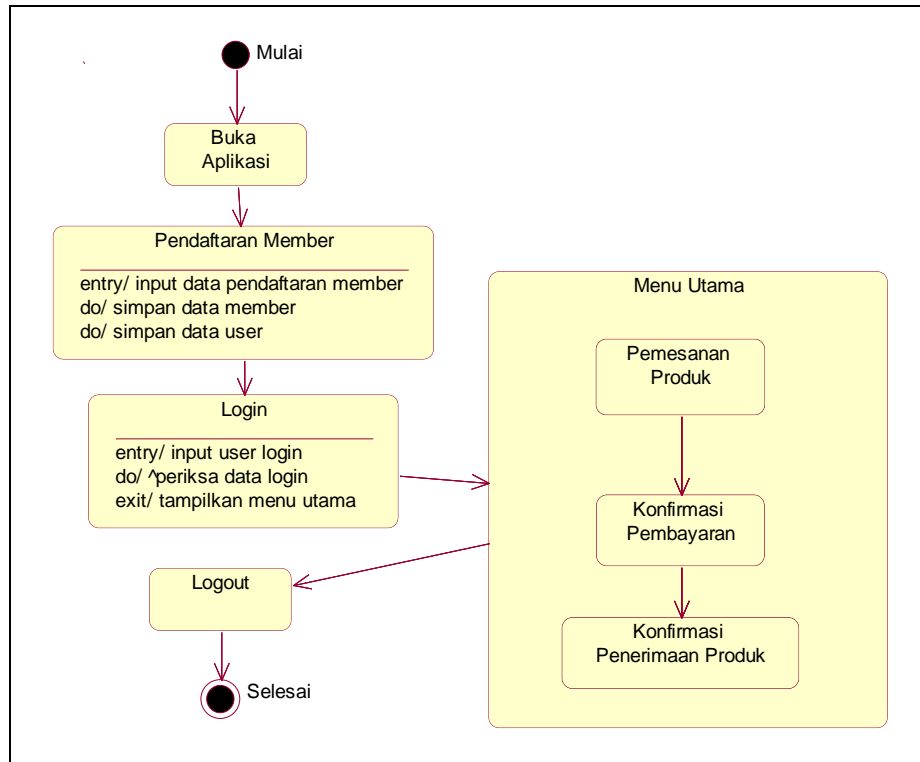 Mulai
Buka
Aplikasi
Pendaftaran Member
entry/ input data pendaftaran member
do/ simpan data member
do/ simpan data user
Login
entry/ input user login
do/ ^periksa data login
exit/ tampilkan menu utama
Menu Utama
Pemesanan
Produk
Konfirmasi
Pembayaran
Konfirmasi
Penerimaan Produk
Logout
Selesai